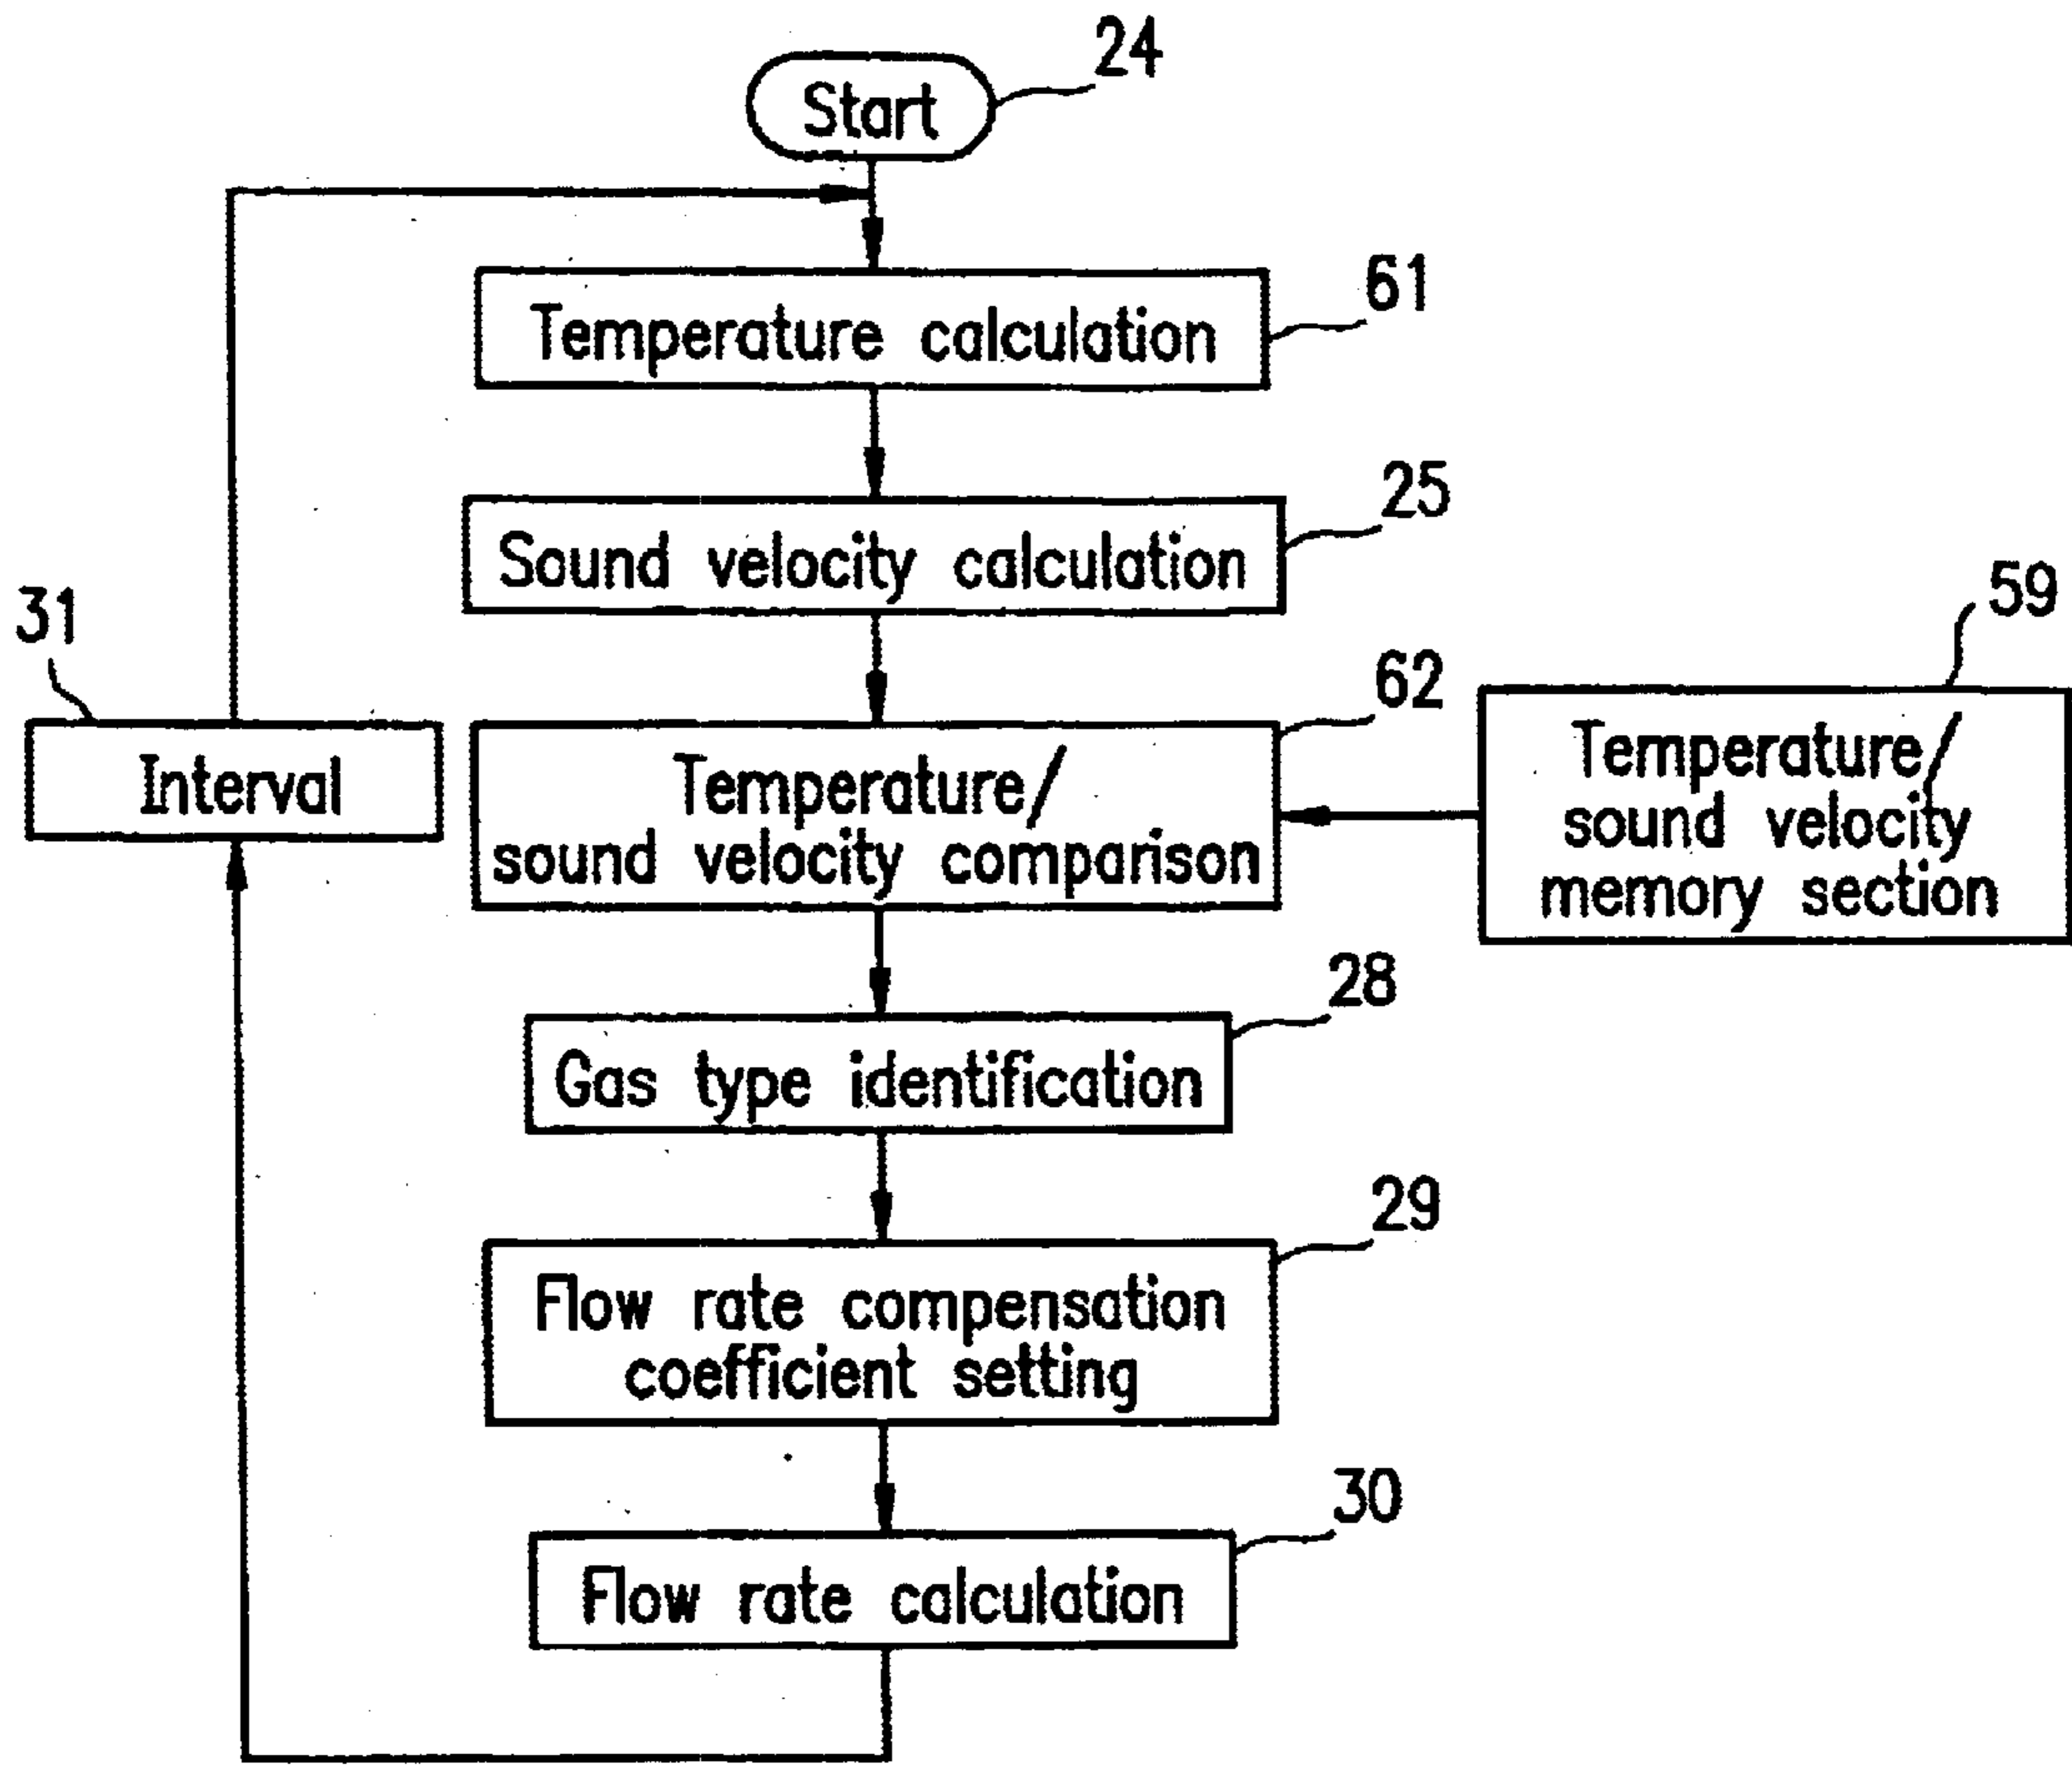 24
Start
61
Temperature calculation
25
Sound velocity calculation
31
Interval
62
Temperature/
sound velocity comparison
59
Temperature/
sound velocity
memory section
28
Gas type identification
29
Flow rate compensation
coefficient setting
30
Flow rate calculation